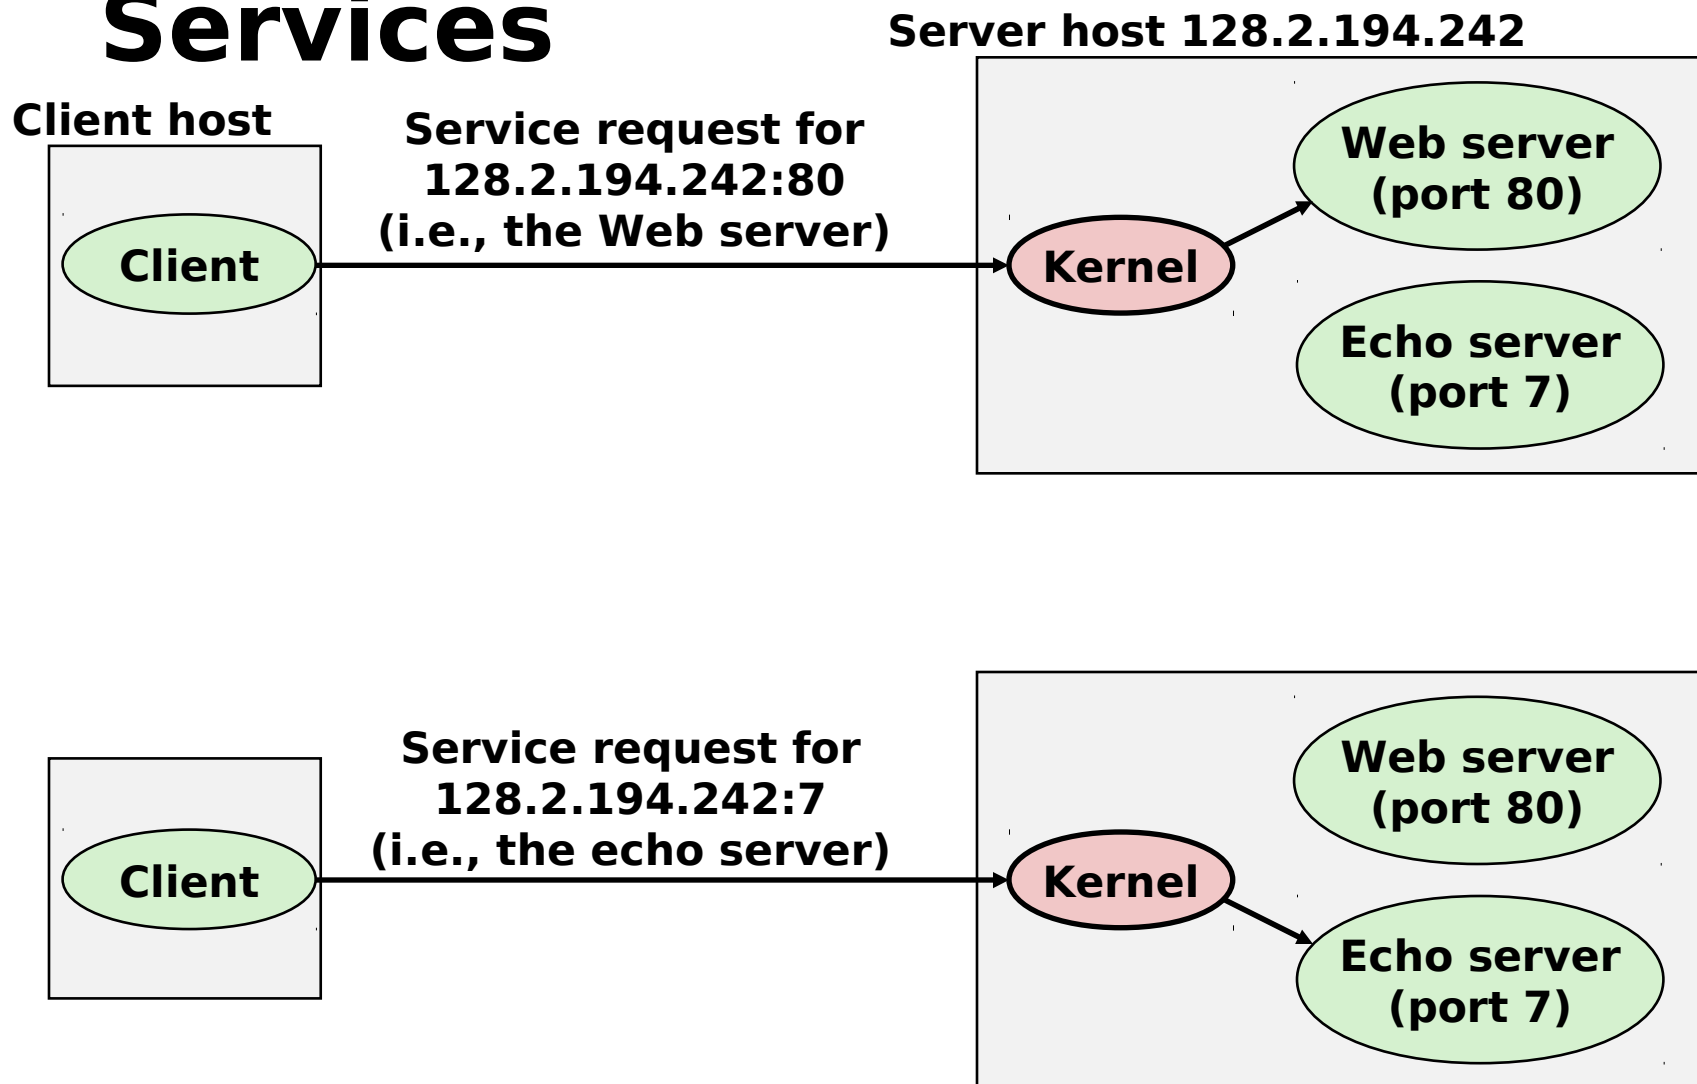 Services
Server host 128.2.194.242
Client host
Service request for
128.2.194.242:80
(i.e., the Web server)
Client
Kernel
Web server
(port 80)
Echo server
(port 7)
Service request for
128.2.194.242:7
(i.e., the echo server)
Client
Kernel
Web server
(port 80)
Echo server
(port 7)